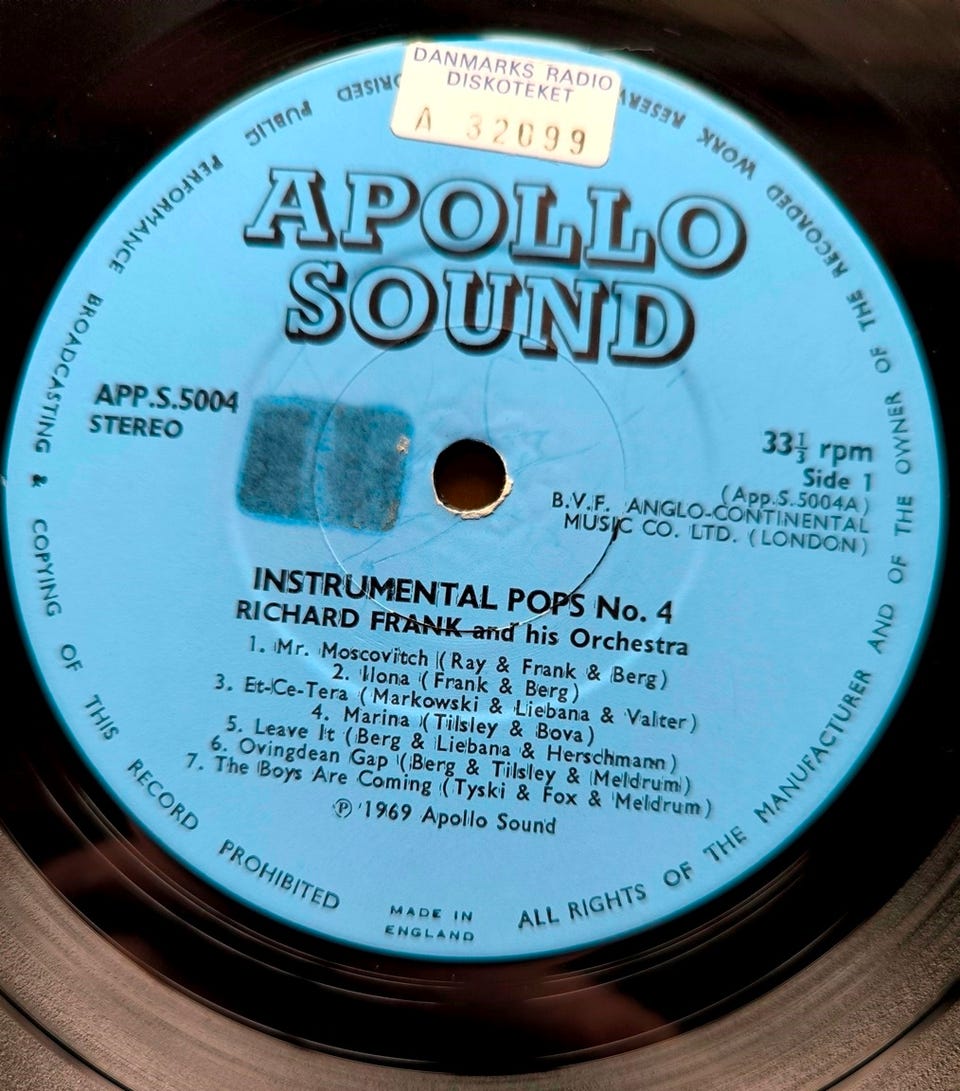 DANMARKS RADIO
DISKOTEKET
A 32099
APOLLO
SOUND
APP.S.5004
STEREO
33⅓ rpm
Side 1
(App.S.5004A)
B.V.F. ANGLO-CONTINENTAL
MUSIC CO. LTD. (LONDON)
INSTRUMENTAL POPS No. 4
RICHARD FRANK and his Orchestra
1. Mr. Moscovitch (Ray & Frank & Berg)
2. Ilona (Frank & Berg)
3. Et-Ce-Tera (Markowski & Liebana & Valter)
4. Marina (Tilsley & Bova)
5. Leave It (Berg & Liebana & Herschmann)
6. Ovingdean Gap (Berg & Tilsley & Meldrum)
7. The Boys Are Coming (Tyski & Fox & Meldrum)
Ⓟ 1969 Apollo Sound
MADE IN
ENGLAND
ALL RIGHTS OF THE MANUFACTURER AND OF THE OWNER OF THE RECORDED WORK PUBLIC PERFORMANCE BROADCASTING & COPYING OF THIS RECORD PROHIBITED